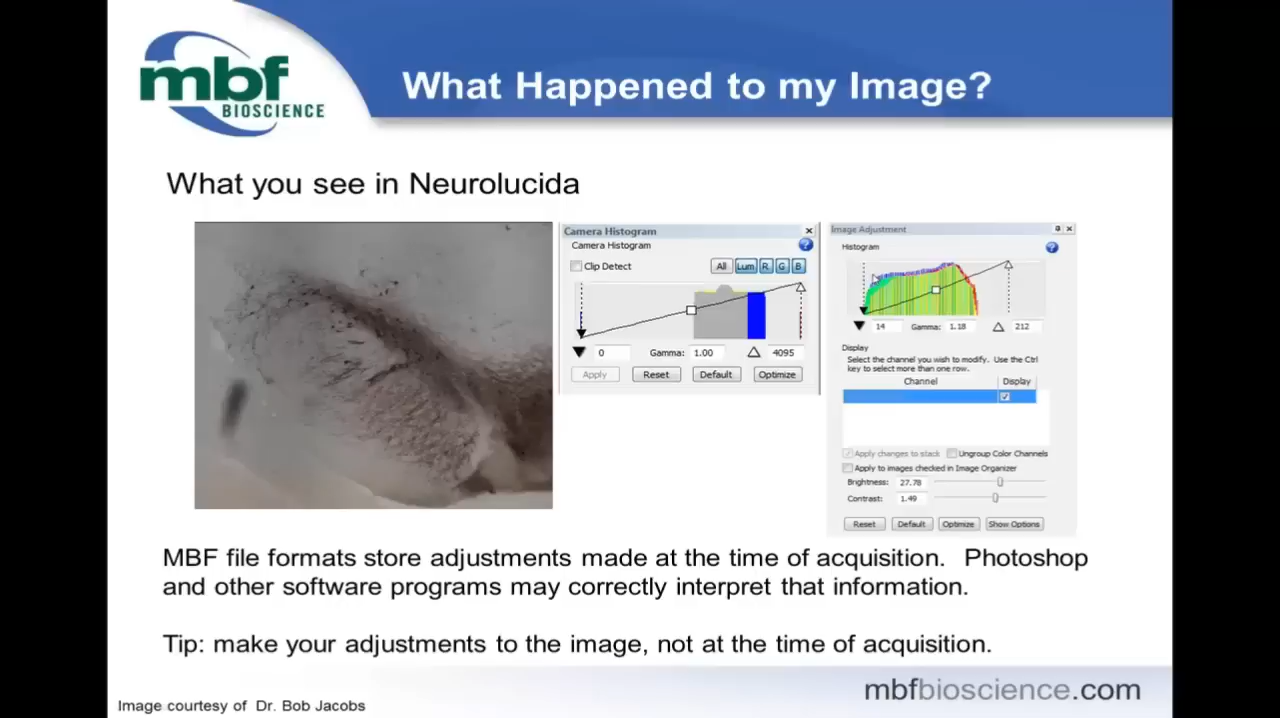 mbf
BIOSCIENCE
What Happened to my Image?
What you see in Neurolucida
Camera Histogram
Camera Histogram
Clip Detect
All Lum R G B
0 Gamma: 1.00 4095
Apply Reset Default Optimize
Image Adjustment
Histogram
14 Gamma: 1.18 212
Display
Select the channel you wish to modify. Use the Ctrl
key to select more than one row.
Channel Display
Apply changes to stack Ungroup Color Channels
Apply to images checked in Image Organizer
Brightness: 27.78
Contrast: 1.49
Reset Default Optimize Show Options
MBF file formats store adjustments made at the time of acquisition. Photoshop
and other software programs may correctly interpret that information.
Tip: make your adjustments to the image, not at the time of acquisition.
mbfbioscience.com
Image courtesy of Dr. Bob Jacobs